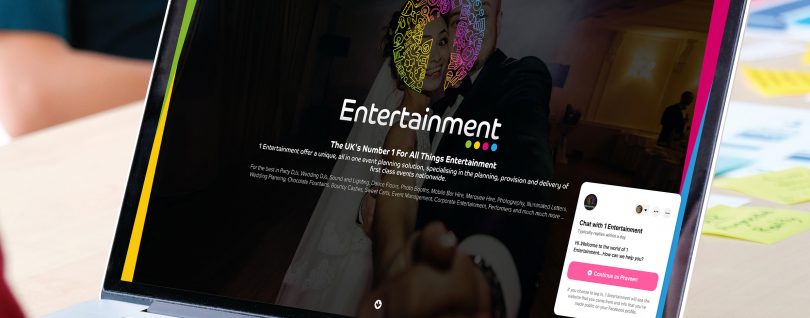 Entertainment
The UK's Number 1 For All Things Entertainment
1 Entertainment offer a unique, all in one event planning solution, specialising in the planning, provision and delivery of
first class events nationwide.
For the best in Party DJs, Wedding DJs, Sound and Lighting, Dance Floors, Photo Booths, Mobile Bar Hire, Marquee Hire, Photography, Illuminated Letters,
Wedding Planning, Chocolate Fountains, Bouncy Castles, Sweet Carts, Event Management, Corporate Entertainment, Performers and much much more ...
Chat with 1 Entertainment
Typically replies within a day
Hi. Welcome to the world of 1
Entertainment...How can we help you?
Continue as Praveen
If you choose to log in, 1 Entertainment will see the
website that you came from and info that you've
made public on your Facebook profile.